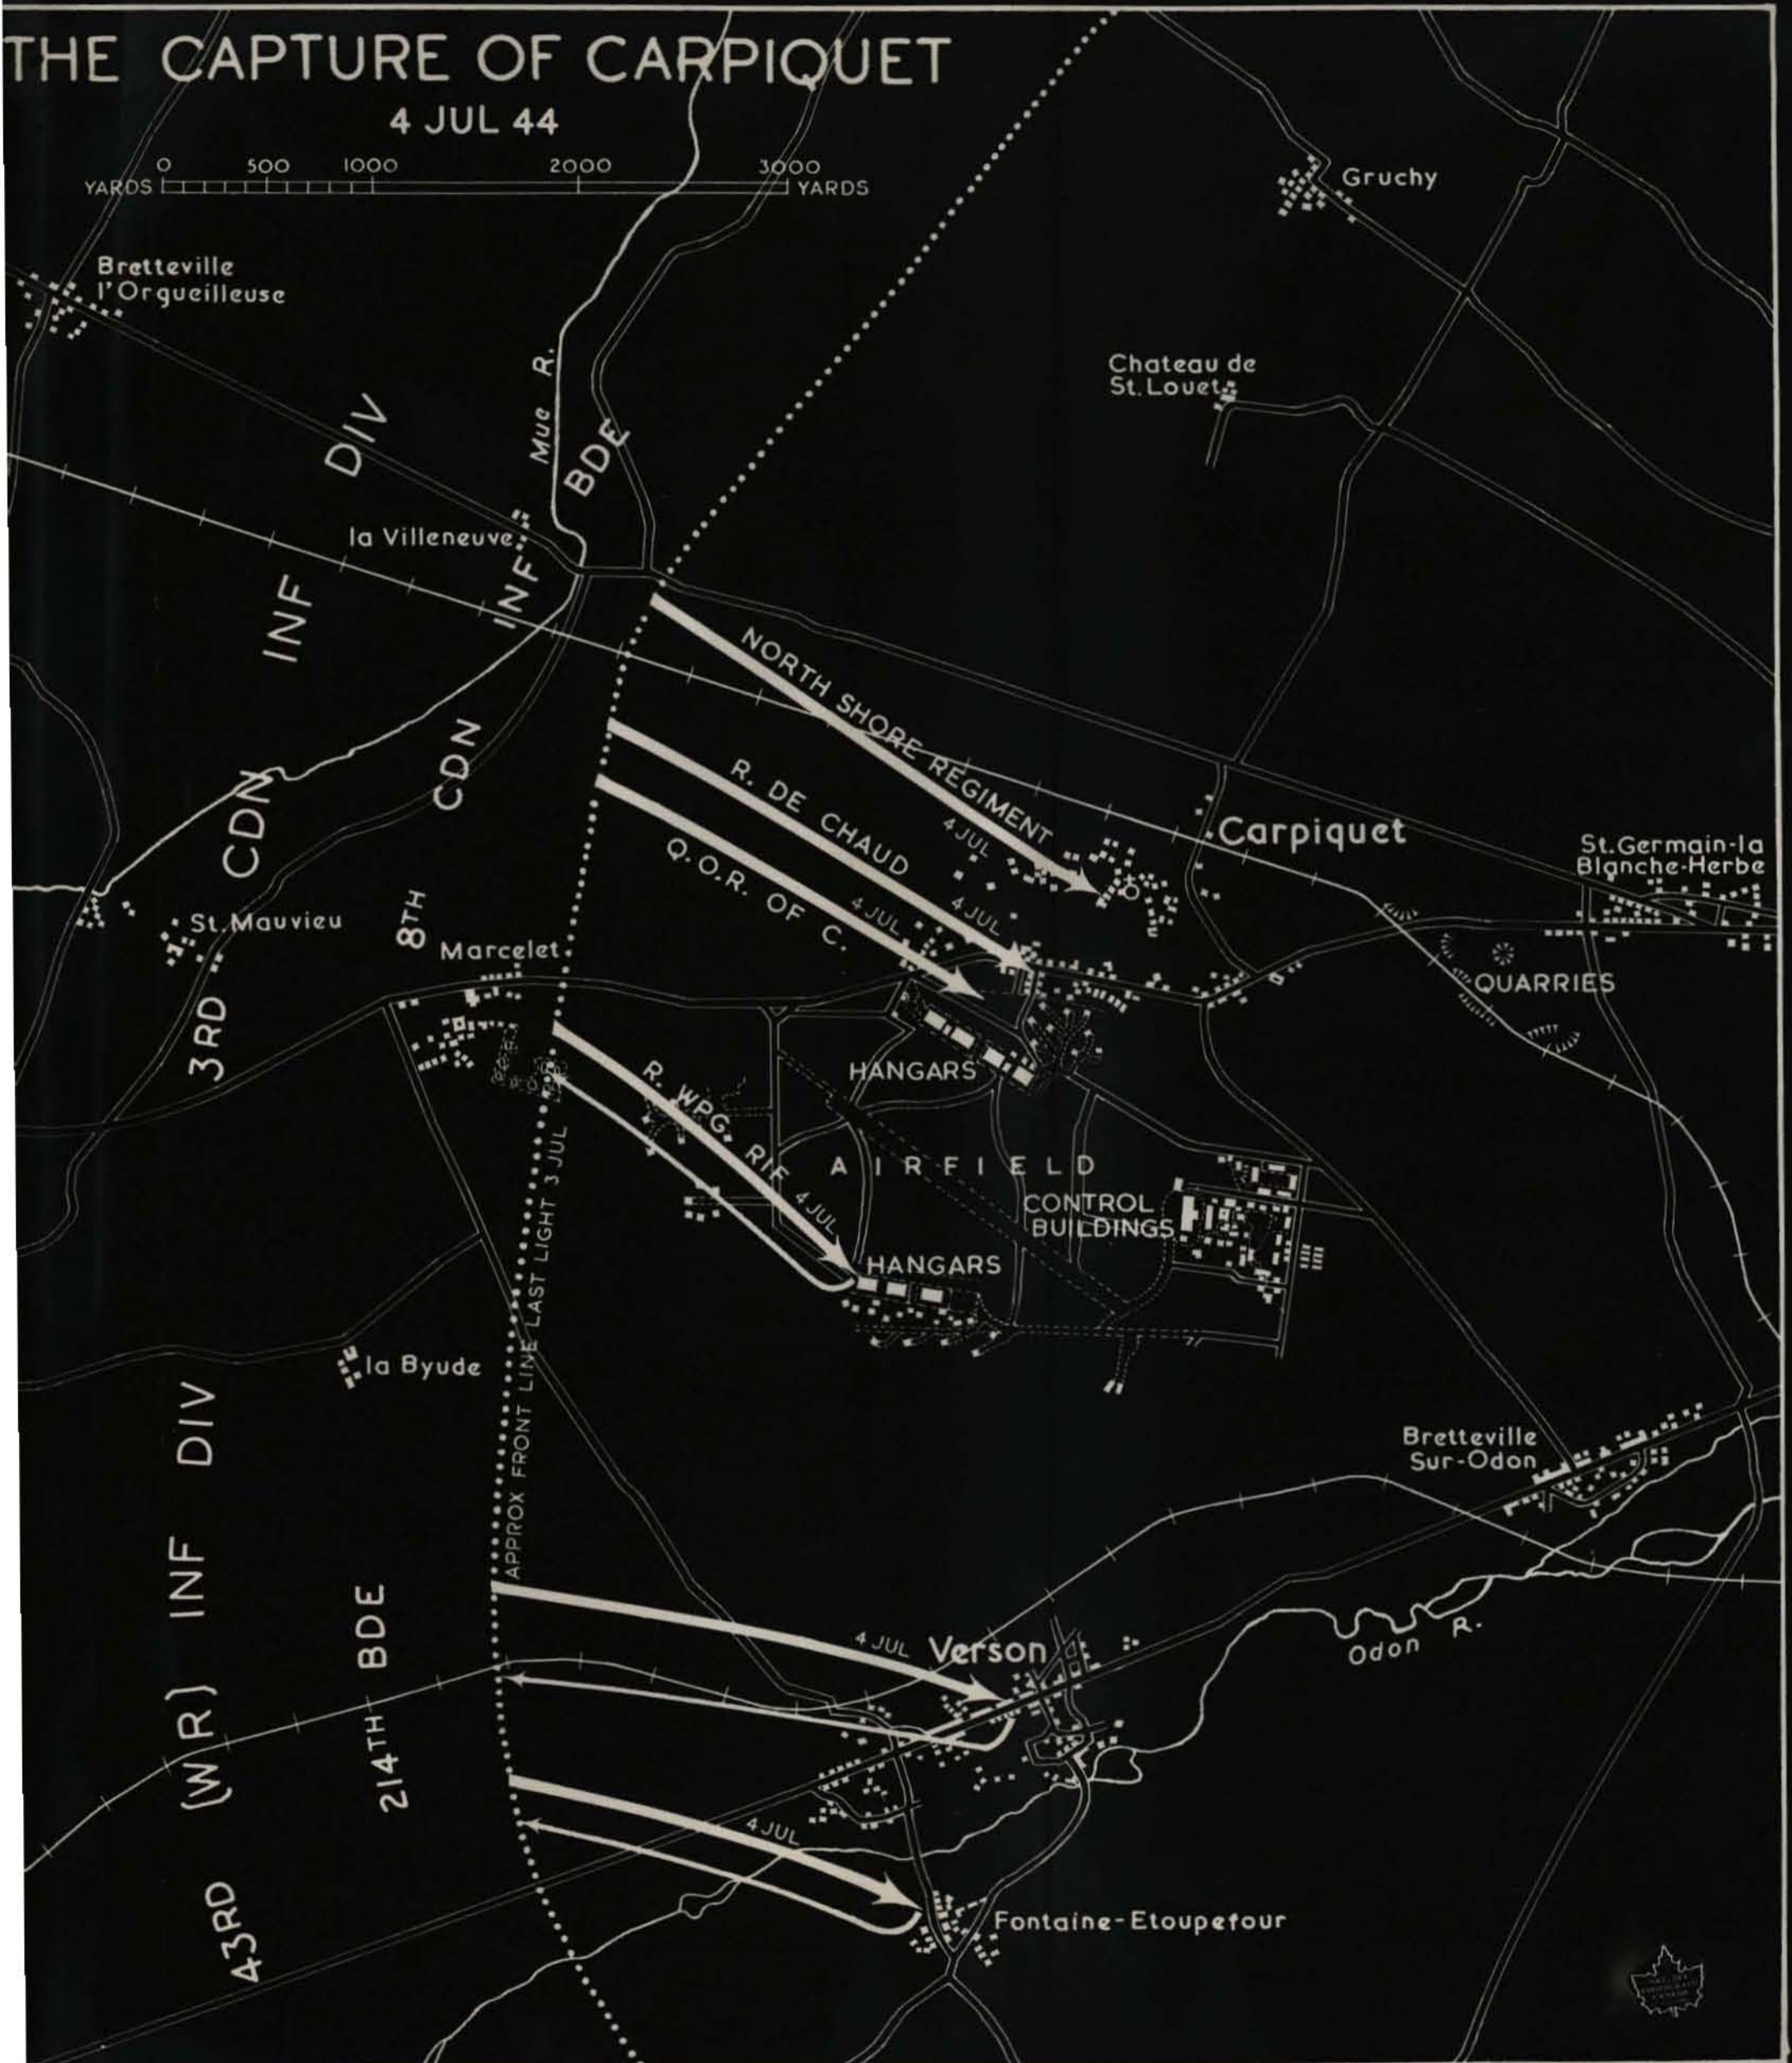 THE CAPTURE OF CARPIQUET
4 JUL 44
0 500 1000 2000 3000
YARDS YARDS
Gruchy
Bretteville
l'Orgueilleuse
Mue R.
Chateau de
St. Louet
3RD CDN INF DIV
8TH CDN INF BDE
la Villeneuve
NORTH SHORE REGIMENT
4 JUL
R. DE CHAUD
4 JUL
Q.O.R. OF C.
4 JUL
Carpiquet
St. Germain-la
Blanche-Herbe
St. Mauvieu
Marcelet
QUARRIES
HANGARS
R. WPG. RIF 4 JUL
AIRFIELD
CONTROL
BUILDINGS
HANGARS
APPROX FRONT LINE LAST LIGHT 3 JUL
la Byude
Bretteville
Sur-Odon
43RD (WR) INF DIV
214TH BDE
4 JUL
Verson
Odon R.
4 JUL
Fontaine-Etoupefour